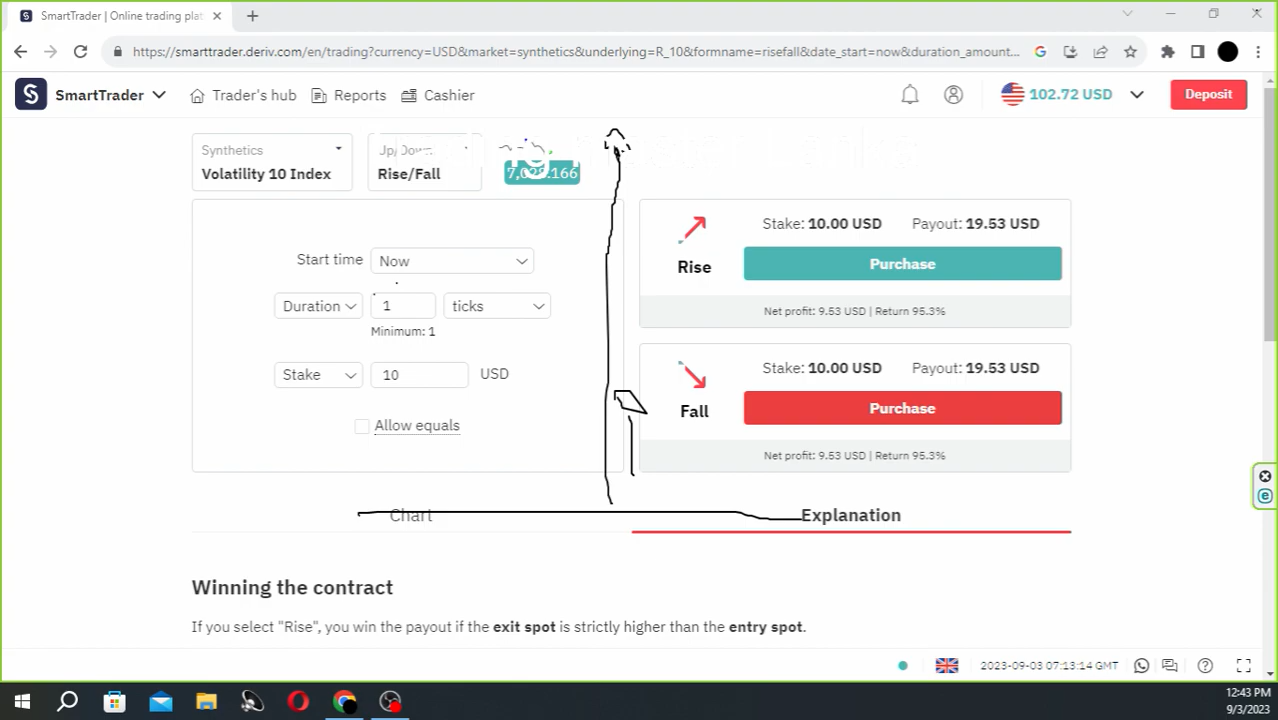 SmartTrader | Online trading plat
https://smarttrader.deriv.com/en/trading?currency=USD&market=synthetics&underlying=R_10&formname=risefall&date_start=now&duration_amount...
SmartTrader Trader's hub Reports Cashier 102.72 USD Deposit
Synthetics
Volatility 10 Index
Up/Down
Rise/Fall
Start time Now
Duration 1 ticks
Minimum: 1
Stake 10 USD
Allow equals
Stake: 10.00 USD Payout: 19.53 USD
Rise Purchase
Net profit: 9.53 USD | Return 95.3%
Stake: 10.00 USD Payout: 19.53 USD
Fall Purchase
Net profit: 9.53 USD | Return 95.3%
Chart Explanation
Winning the contract
If you select "Rise", you win the payout if the exit spot is strictly higher than the entry spot.
2023-09-03 07:13:14 GMT
12:43 PM
9/3/2023